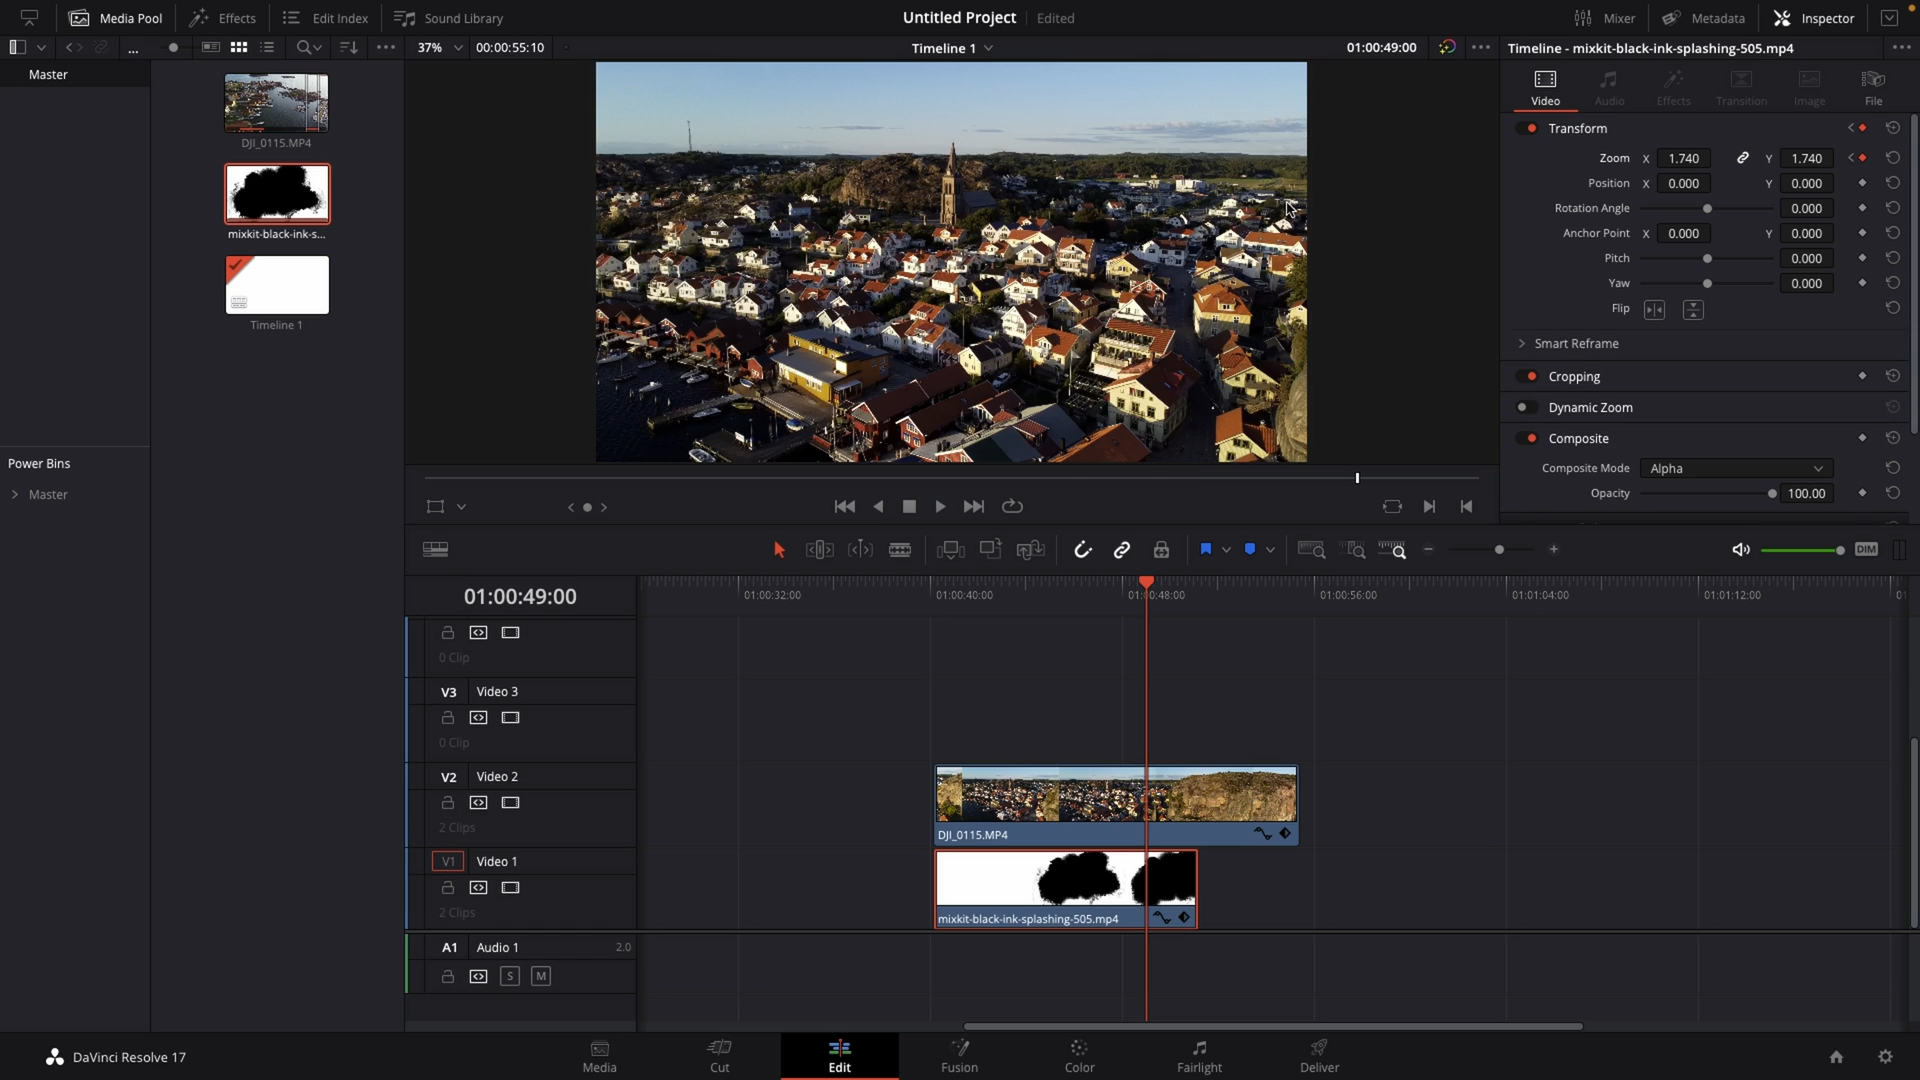 Media Pool
Effects
Edit Index
Sound Library
Untitled Project
Edited
Mixer
Metadata
Inspector
37%
00:00:55:10
Timeline 1
01:00:49:00
Timeline - mixkit-black-ink-splashing-505.mp4
Master
DJI_0115.MP4
mixkit-black-ink-s...
Timeline 1
Power Bins
Master
Video
Audio
Effects
Transition
Image
File
Transform
Zoom X 1.740 Y 1.740
Position X 0.000 Y 0.000
Rotation Angle 0.000
Anchor Point X 0.000 Y 0.000
Pitch 0.000
Yaw 0.000
Flip
Smart Reframe
Cropping
Dynamic Zoom
Composite
Composite Mode Alpha
Opacity 100.00
DIM
01:00:49:00
01:00:32:00
01:00:40:00
01:00:48:00
01:00:56:00
01:01:04:00
01:01:12:00
0 Clip
V3 Video 3
0 Clip
V2 Video 2
2 Clips
DJI_0115.MP4
V1 Video 1
2 Clips
mixkit-black-ink-splashing-505.mp4
A1 Audio 1 2.0
S M
DaVinci Resolve 17
Media
Cut
Edit
Fusion
Color
Fairlight
Deliver